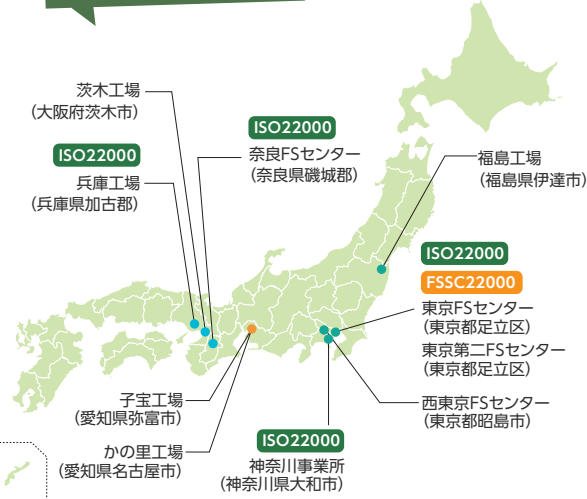 茨木工場
（大阪府茨木市）
ISO22000
兵庫工場
（兵庫県加古郡）
ISO22000
奈良FSセンター
（奈良県磯城郡）
福島工場
（福島県伊達市）
ISO22000
FSSC22000
東京FSセンター
（東京都足立区）
東京第二FSセンター
（東京都足立区）
西東京FSセンター
（東京都昭島市）
子宝工場
（愛知県弥富市）
かの里工場
（愛知県名古屋市）
ISO22000
神奈川事業所
（神奈川県大和市）